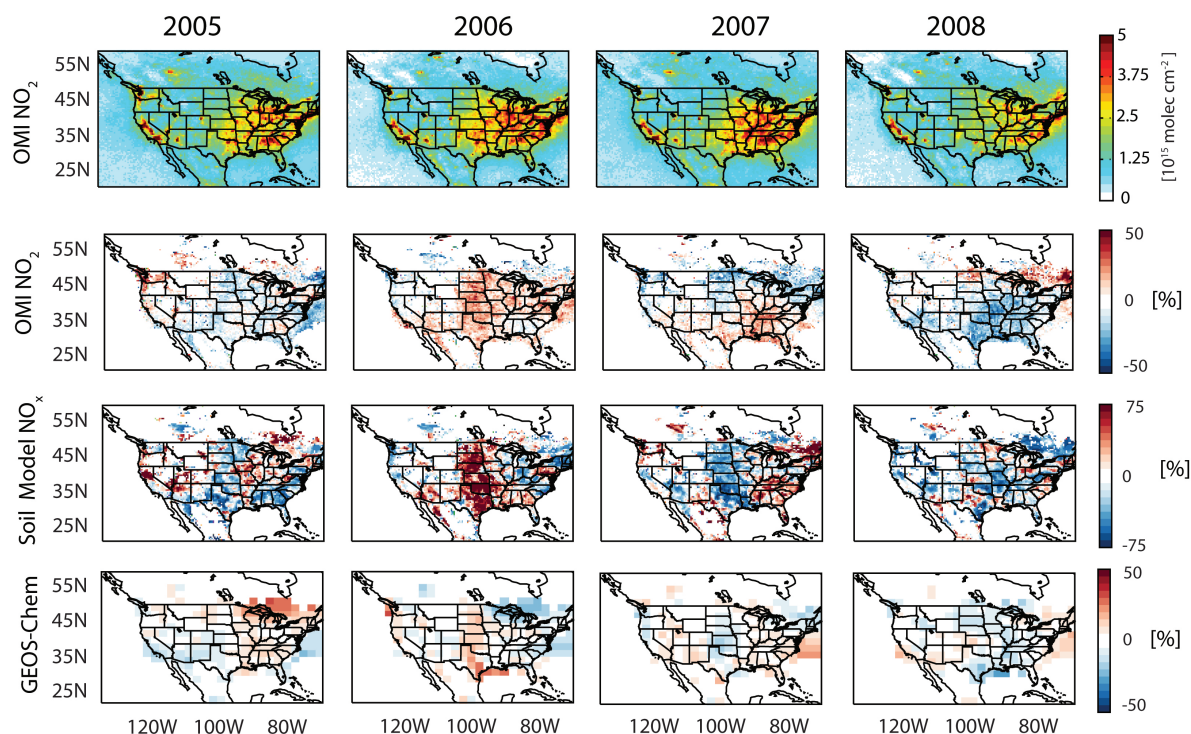 2005 2006 2007 2008
OMI NO2
55N
45N
35N
25N
5
3.75
2.5
1.25
0
[10^15 molec cm^-2]
OMI NO2
55N
45N
35N
25N
50
0
-50
[%]
Soil Model NOx
55N
45N
35N
25N
75
0
-75
[%]
GEOS-Chem
55N
45N
35N
25N
50
0
-50
[%]
120W 100W 80W 120W 100W 80W 120W 100W 80W 120W 100W 80W